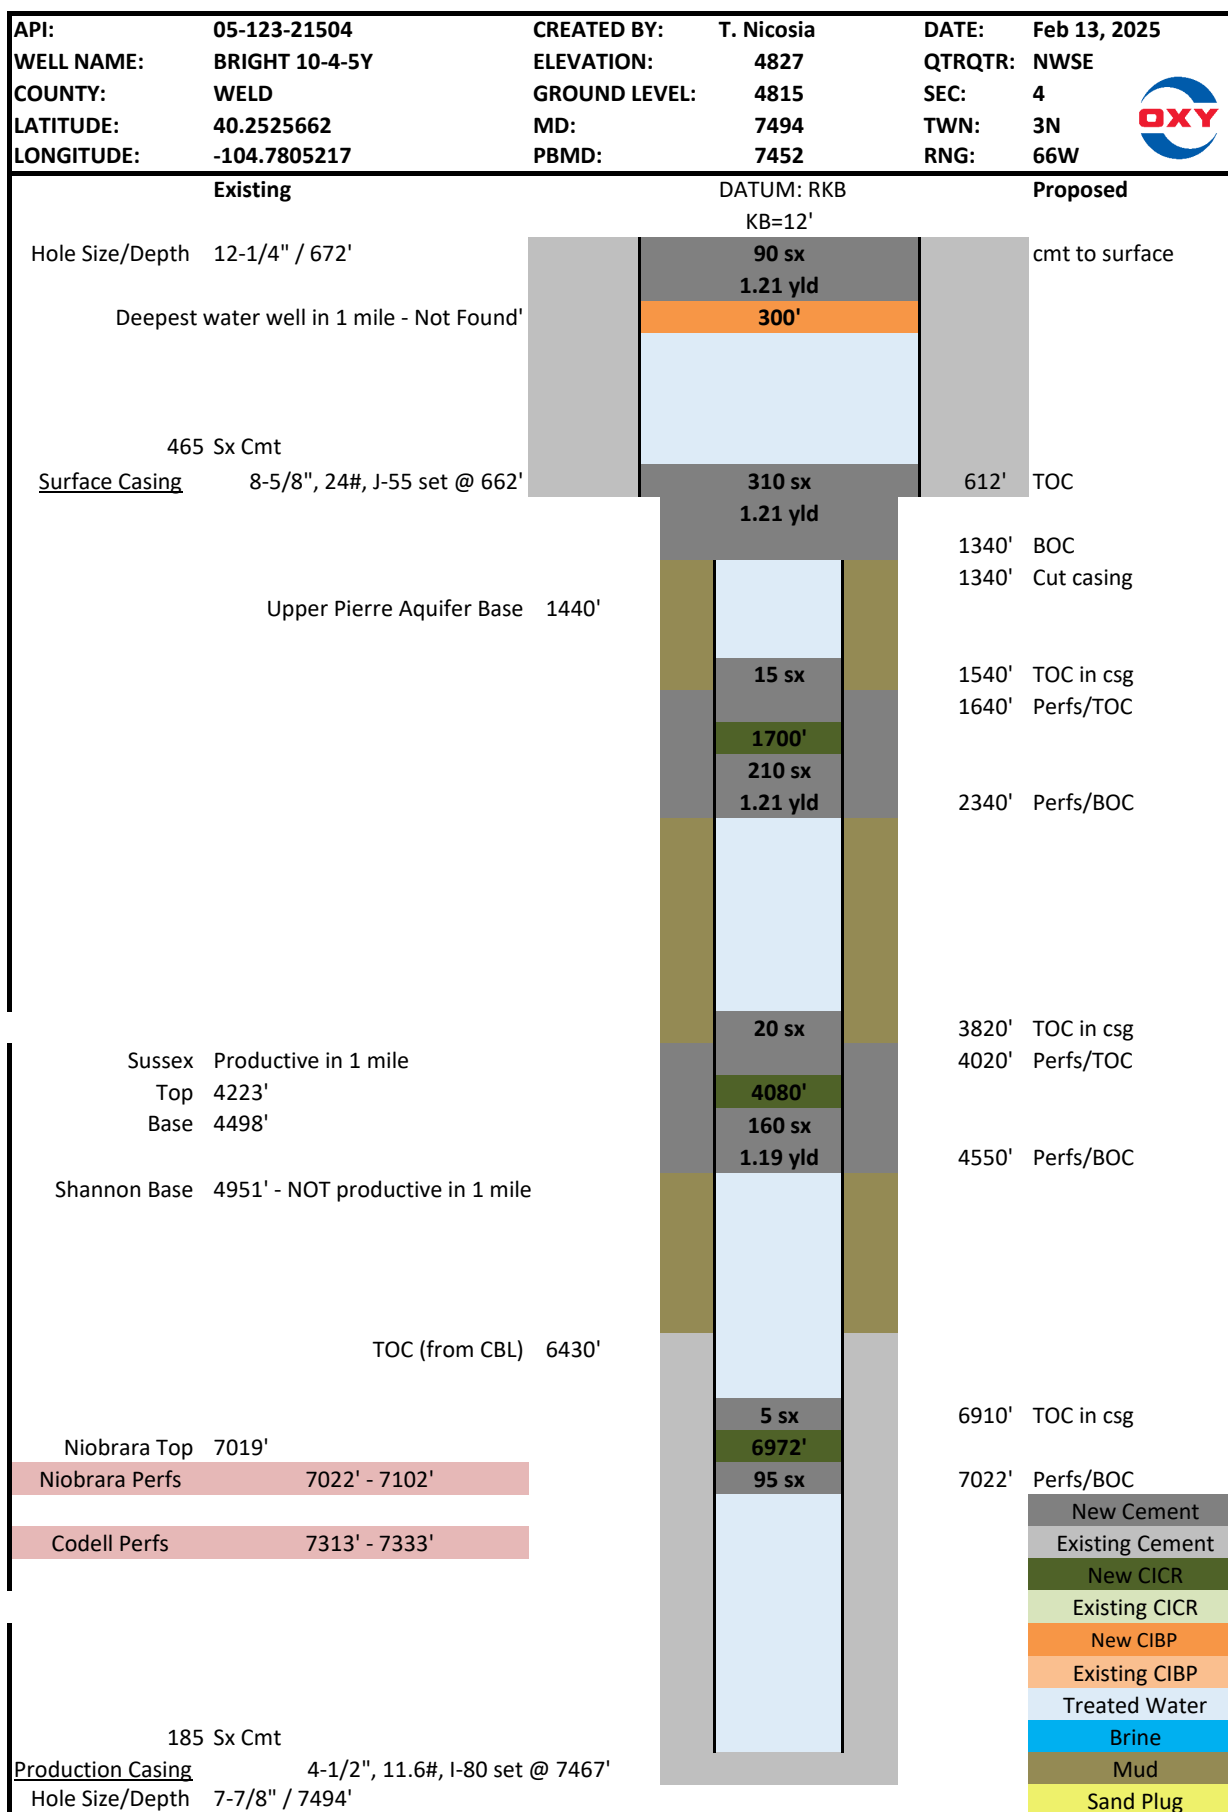 API: 05-123-21504 CREATED BY: T. Nicosia DATE: Feb 13, 2025
WELL NAME: BRIGHT 10-4-5Y ELEVATION: 4827 QTRQTR: NWSE
COUNTY: WELD GROUND LEVEL: 4815 SEC: 4
LATITUDE: 40.2525662 MD: 7494 TWN: 3N
LONGITUDE: -104.7805217 PBMD: 7452 RNG: 66W
OXY
Existing DATUM: RKB Proposed
KB=12'
Hole Size/Depth 12-1/4" / 672' 90 sx cmt to surface
1.21 yld
Deepest water well in 1 mile - Not Found' 300'
465 Sx Cmt
Surface Casing 8-5/8", 24#, J-55 set @ 662' 310 sx 612' TOC
1.21 yld
1340' BOC
1340' Cut casing
Upper Pierre Aquifer Base 1440'
15 sx 1540' TOC in csg
1640' Perfs/TOC
1700'
210 sx
1.21 yld 2340' Perfs/BOC
20 sx 3820' TOC in csg
Sussex Productive in 1 mile 4020' Perfs/TOC
Top 4223' 4080'
Base 4498' 160 sx
1.19 yld 4550' Perfs/BOC
Shannon Base 4951' - NOT productive in 1 mile
TOC (from CBL) 6430'
5 sx 6910' TOC in csg
Niobrara Top 7019' 6972'
Niobrara Perfs 7022' - 7102' 95 sx 7022' Perfs/BOC
New Cement
Codell Perfs 7313' - 7333' Existing Cement
New CICR
Existing CICR
New CIBP
Existing CIBP
Treated Water
185 Sx Cmt Brine
Production Casing 4-1/2", 11.6#, I-80 set @ 7467' Mud
Hole Size/Depth 7-7/8" / 7494' Sand Plug